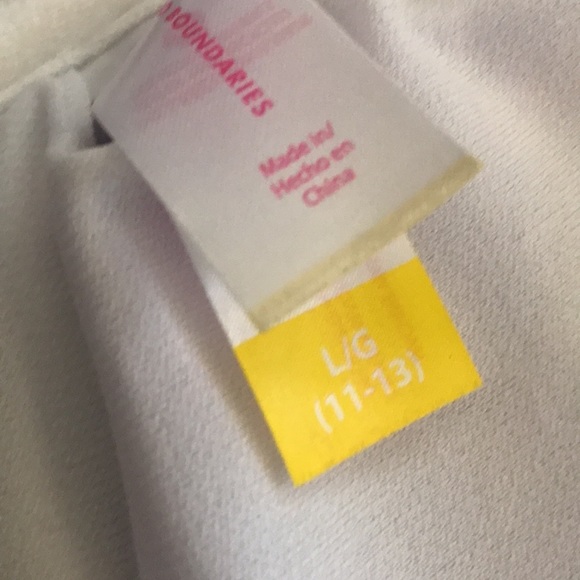 BOUNDARIES
Made in/
Hecho en
China
L/G
(11-13)